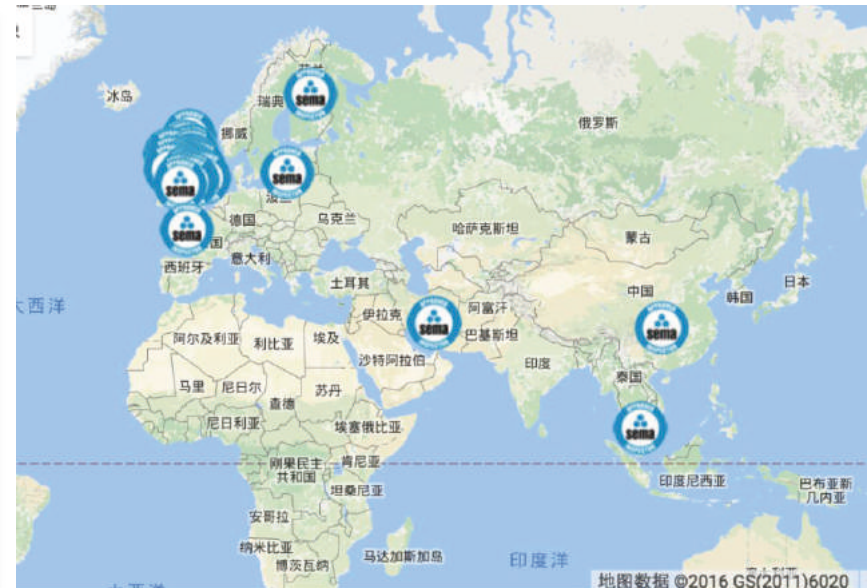 冰岛
瑞典
挪威
俄罗斯
sema
sema
sema
德国
乌克兰
哈萨克斯坦
蒙古
sema
西班牙
意大利
土耳其
日本
韩国
中国
大西洋
伊拉克
阿富汗
sema
sema
巴基斯坦
阿尔及利亚
利比亚
埃及
沙特阿拉伯
印度
泰国
马里
尼日尔
苏丹
乍得
尼日利亚
埃塞俄比亚
sema
刚果民主
共和国
肯尼亚
坦桑尼亚
印度尼西亚
巴布亚新
几内亚
安哥拉
纳米比亚
博茨瓦纳
马达加斯加岛
印度洋
地图数据 ©2016 GS(2011)6020